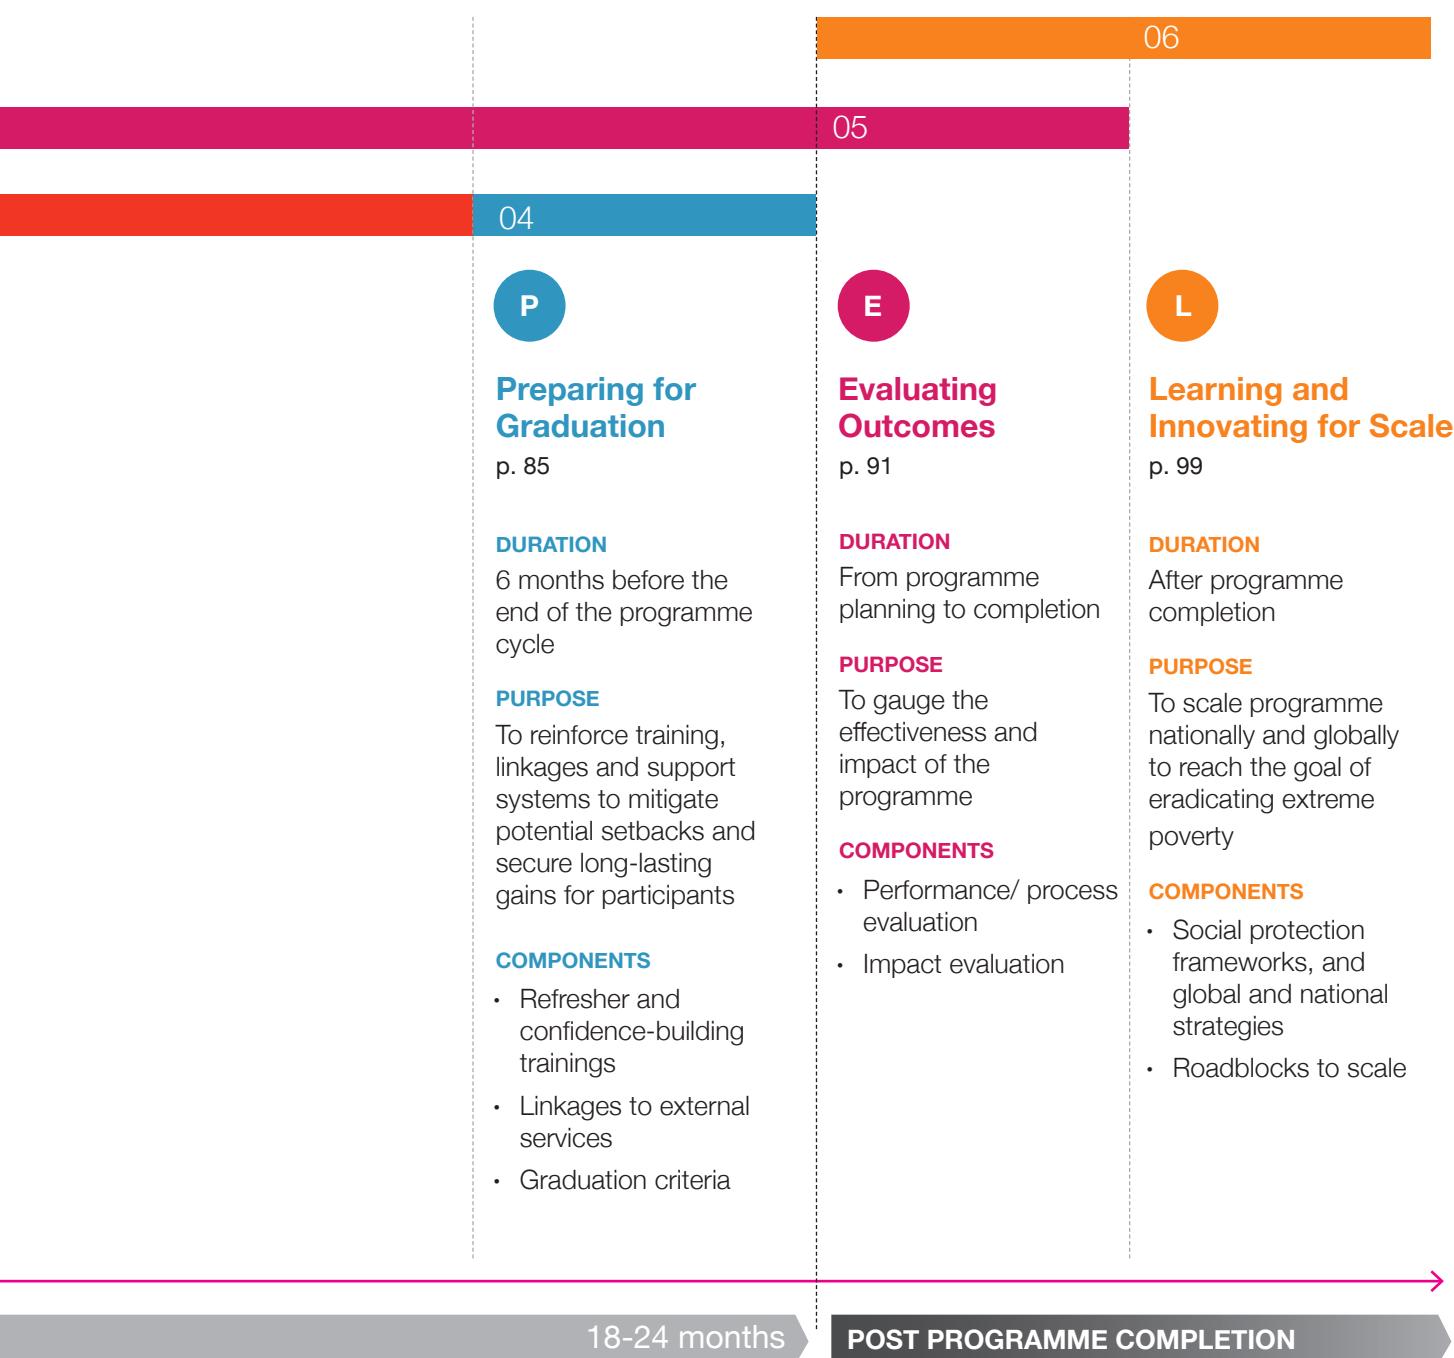 06
05
04
P
Preparing for
Graduation
p. 85
DURATION
6 months before the
end of the programme
cycle
PURPOSE
To reinforce training,
linkages and support
systems to mitigate
potential setbacks and
secure long-lasting
gains for participants
COMPONENTS
• Refresher and
confidence-building
trainings
• Linkages to external
services
• Graduation criteria
E
Evaluating
Outcomes
p. 91
DURATION
From programme
planning to completion
PURPOSE
To gauge the
effectiveness and
impact of the
programme
COMPONENTS
• Performance/ process
evaluation
• Impact evaluation
L
Learning and
Innovating for Scale
p. 99
DURATION
After programme
completion
PURPOSE
To scale programme
nationally and globally
to reach the goal of
eradicating extreme
poverty
COMPONENTS
• Social protection
frameworks, and
global and national
strategies
• Roadblocks to scale
18-24 months
POST PROGRAMME COMPLETION